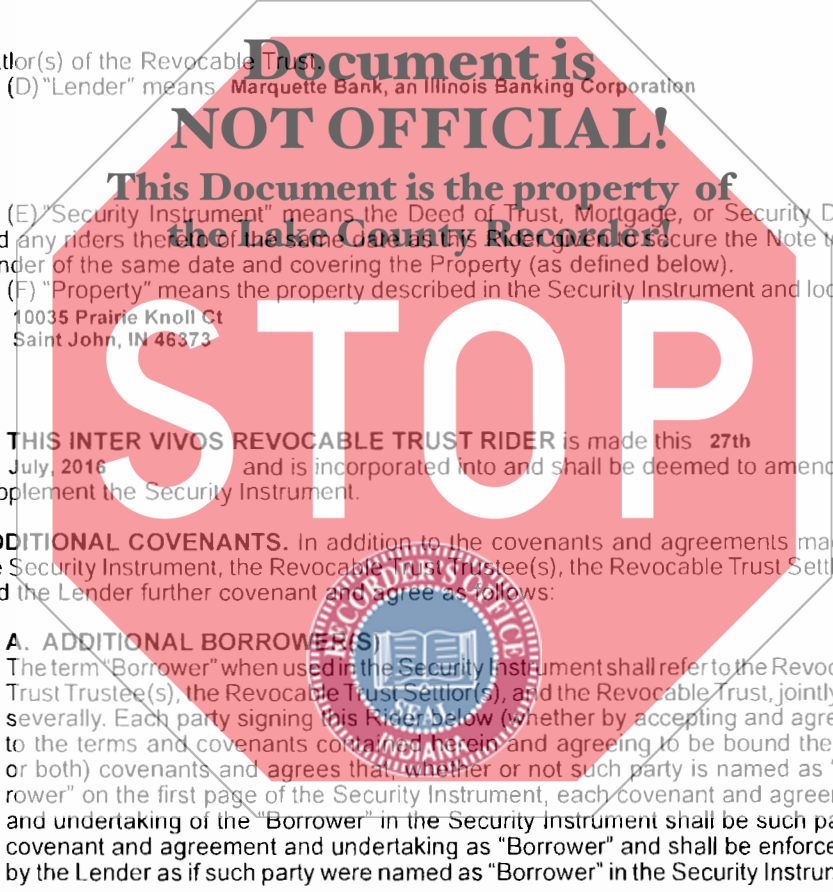 tlor(s) of the Revocable Trust.
(D) "Lender" means Marquette Bank, an Illinois Banking Corporation
Document is
NOT OFFICIAL!
This Document is the property of
the Lake County Recorder!
(E) "Security Instrument" means the Deed of Trust, Mortgage, or Security D
d any riders thereto of the same date as this Rider given to secure the Note t
nder of the same date and covering the Property (as defined below).
(F) "Property" means the property described in the Security Instrument and loc
10035 Prairie Knoll Ct
Saint John, IN 46373
STOP
THIS INTER VIVOS REVOCABLE TRUST RIDER is made this 27th
July, 2016 and is incorporated into and shall be deemed to amend
pplement the Security Instrument.
DDITIONAL COVENANTS. In addition to the covenants and agreements ma
e Security Instrument, the Revocable Trust Trustee(s), the Revocable Trust Settl
d the Lender further covenant and agree as follows:
RECORDER'S OFFICE
SEAL
INDIANA
A. ADDITIONAL BORROWER(S)
The term "Borrower" when used in the Security Instrument shall refer to the Revoc
Trust Trustee(s), the Revocable Trust Settlor(s), and the Revocable Trust, jointly
severally. Each party signing this Rider below (whether by accepting and agre
to the terms and covenants contained herein and agreeing to be bound the
or both) covenants and agrees that, whether or not such party is named as "
rower" on the first page of the Security Instrument, each covenant and agreer
and undertaking of the "Borrower" in the Security Instrument shall be such pa
covenant and agreement and undertaking as "Borrower" and shall be enforce
by the Lender as if such party were named as "Borrower" in the Security Instrur